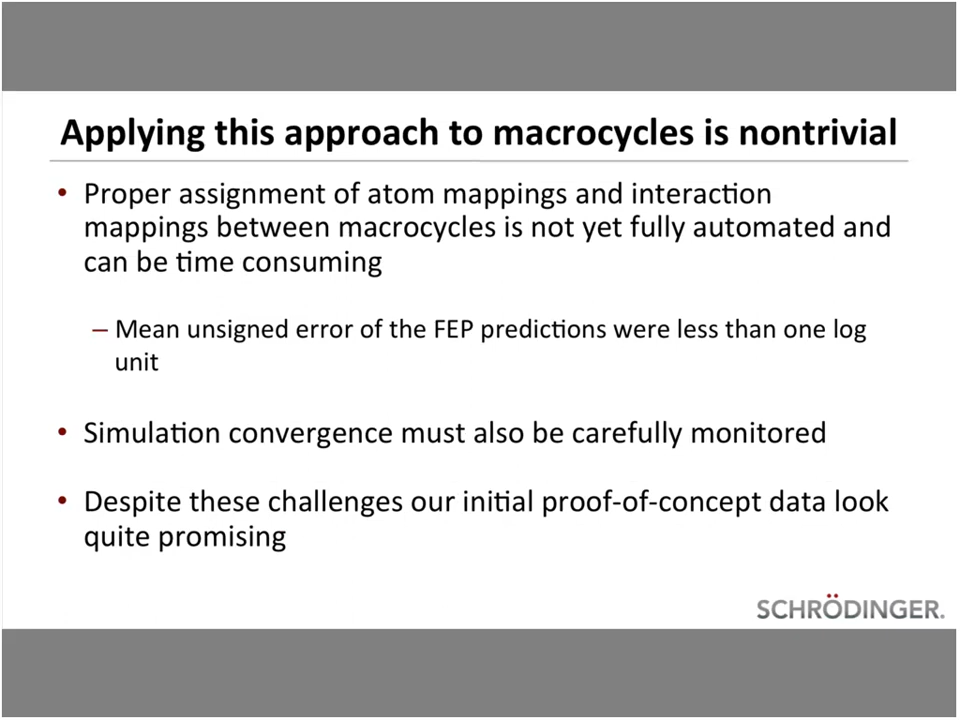 Applying this approach to macrocycles is nontrivial
• Proper assignment of atom mappings and interaction
mappings between macrocycles is not yet fully automated and
can be time consuming
– Mean unsigned error of the FEP predictions were less than one log
unit
• Simulation convergence must also be carefully monitored
• Despite these challenges our initial proof-of-concept data look
quite promising
SCHRÖDINGER.